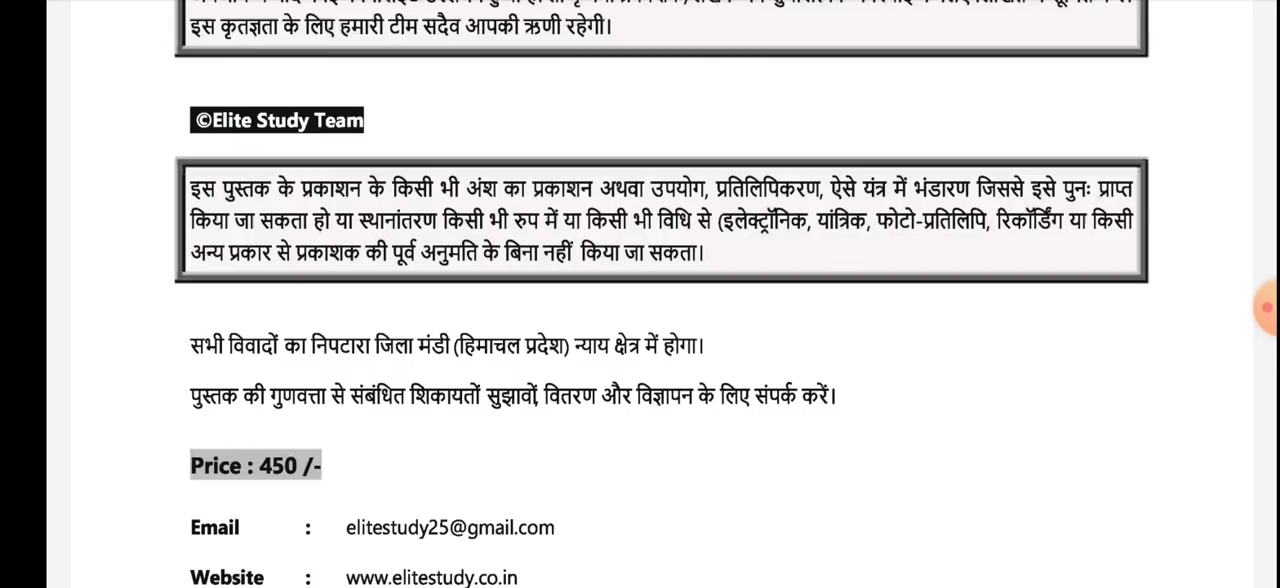 इस कृतज्ञता के लिए हमारी टीम सदैव आपकी ऋणी रहेगी।
©Elite Study Team
इस पुस्तक के प्रकाशन के किसी भी अंश का प्रकाशन अथवा उपयोग, प्रतिलिपिकरण, ऐसे यंत्र में भंडारण जिससे इसे पुनः प्राप्त
किया जा सकता हो या स्थानांतरण किसी भी रुप में या किसी भी विधि से (इलेक्ट्रॉनिक, यांत्रिक, फोटो-प्रतिलिपि, रिकॉर्डिंग या किसी
अन्य प्रकार से प्रकाशक की पूर्व अनुमति के बिना नहीं किया जा सकता।
सभी विवादों का निपटारा जिला मंडी (हिमाचल प्रदेश) न्याय क्षेत्र में होगा।
पुस्तक की गुणवत्ता से संबंधित शिकायतों सुझावों, वितरण और विज्ञापन के लिए संपर्क करें।
Price : 450 /-
Email : elitestudy25@gmail.com
Website : www.elitestudy.co.in